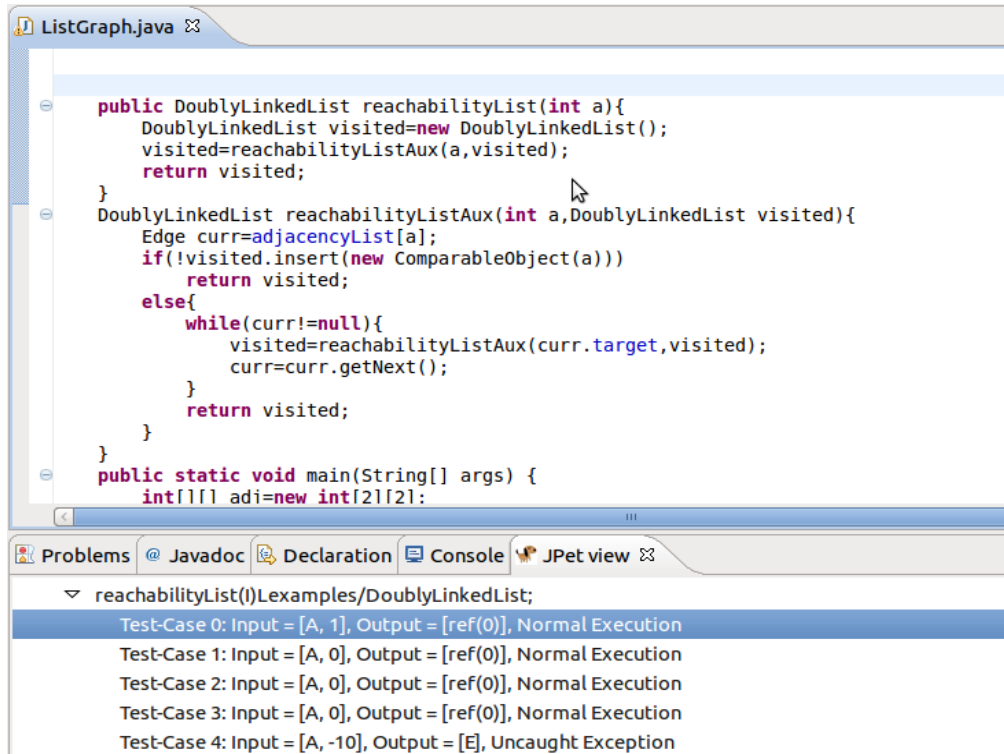 ListGraph.java
public DoublyLinkedList reachabilityList(int a){
DoublyLinkedList visited=new DoublyLinkedList();
visited=reachabilityListAux(a,visited);
return visited;
}
DoublyLinkedList reachabilityListAux(int a,DoublyLinkedList visited){
Edge curr=adjacencyList[a];
if(!visited.insert(new ComparableObject(a)))
return visited;
else{
while(curr!=null){
visited=reachabilityListAux(curr.target,visited);
curr=curr.getNext();
}
return visited;
}
}
public static void main(String[] args) {
int[][] adj=new int[2][2];
Problems @ Javadoc Declaration Console JPet view
reachabilityList(I)Lexamples/DoublyLinkedList;
Test-Case 0: Input = [A, 1], Output = [ref(0)], Normal Execution
Test-Case 1: Input = [A, 0], Output = [ref(0)], Normal Execution
Test-Case 2: Input = [A, 0], Output = [ref(0)], Normal Execution
Test-Case 3: Input = [A, 0], Output = [ref(0)], Normal Execution
Test-Case 4: Input = [A, -10], Output = [E], Uncaught Exception